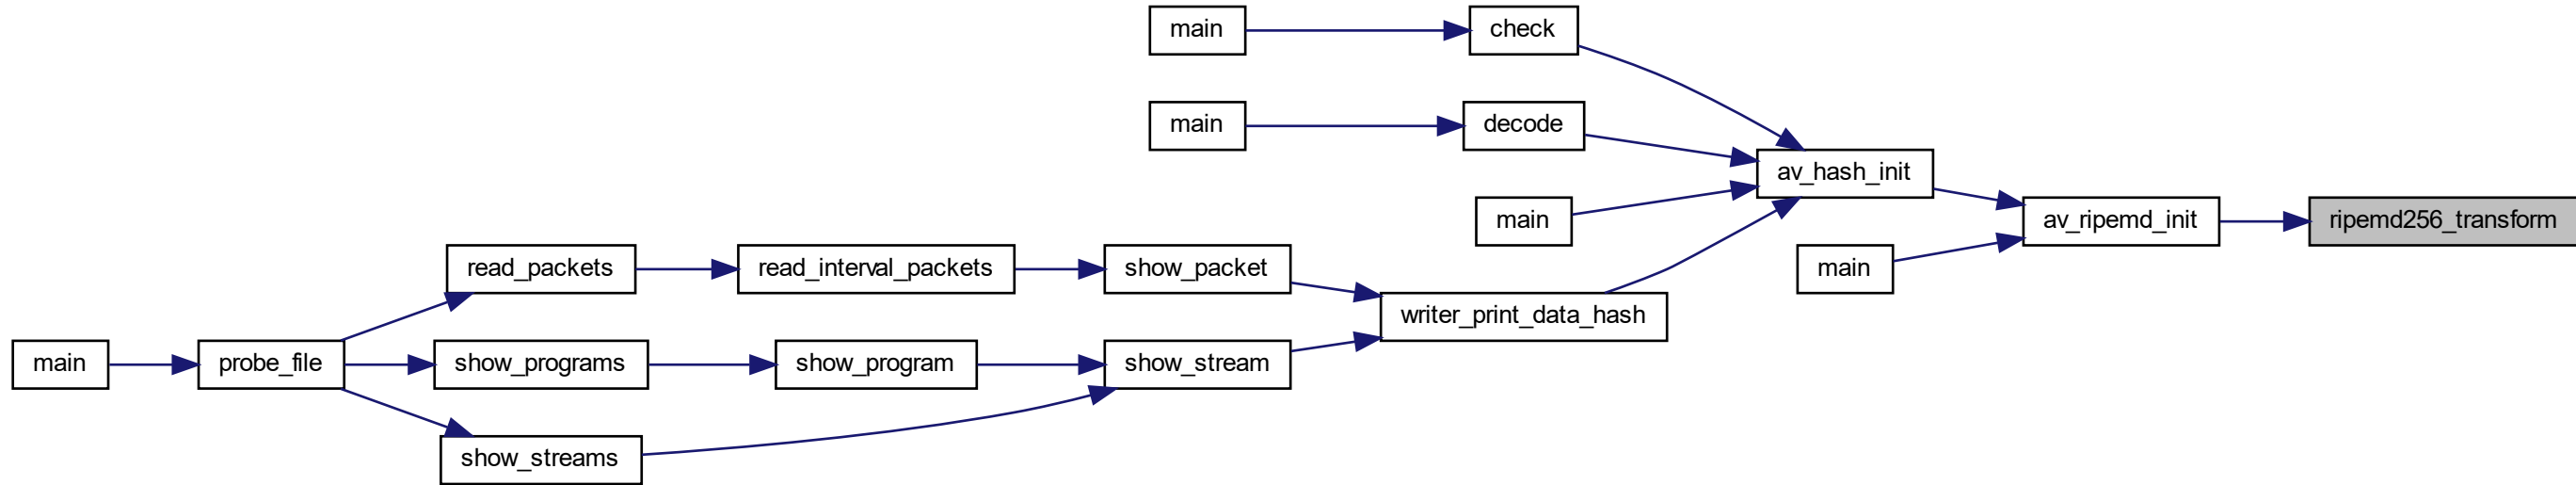 main
check
main
decode
av_hash_init
main
av_ripemd_init
ripemd256_transform
main
read_packets
read_interval_packets
show_packet
writer_print_data_hash
main
probe_file
show_programs
show_program
show_stream
show_streams